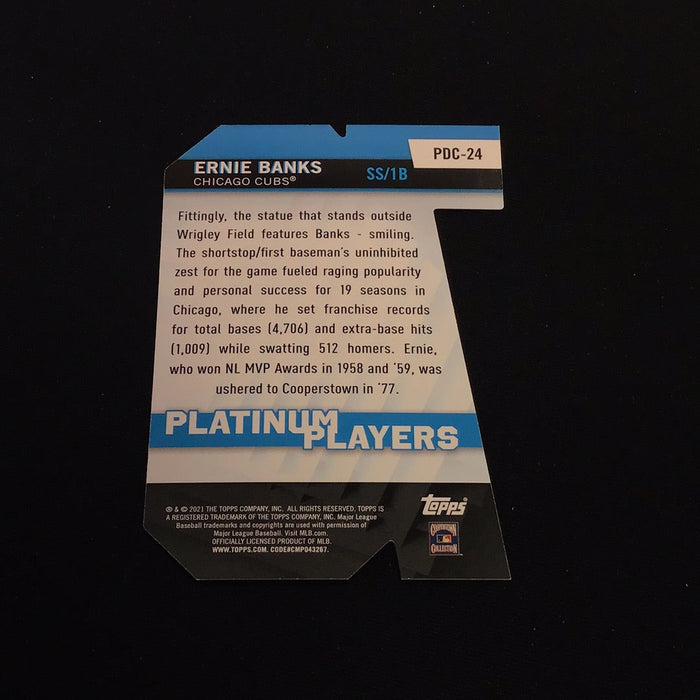 PDC-24
ERNIE BANKS
CHICAGO CUBS®
SS/1B
Fittingly, the statue that stands outside
Wrigley Field features Banks - smiling.
The shortstop/first baseman's uninhibited
zest for the game fueled raging popularity
and personal success for 19 seasons in
Chicago, where he set franchise records
for total bases (4,706) and extra-base hits
(1,009) while swatting 512 homers. Ernie,
who won NL MVP Awards in 1958 and '59, was
ushered to Cooperstown in '77.
PLATINUM
PLAYERS
® & © 2021 THE TOPPS COMPANY, INC. ALL RIGHTS RESERVED. TOPPS IS
A REGISTERED TRADEMARK OF THE TOPPS COMPANY, INC. Major League
Baseball trademarks and copyrights are used with permission of
Major League Baseball. Visit MLB.com.
OFFICIALLY LICENSED PRODUCT OF MLB.
WWW.TOPPS.COM. CODE#CMP043267.
Topps
COOPERSTOWN
COLLECTION